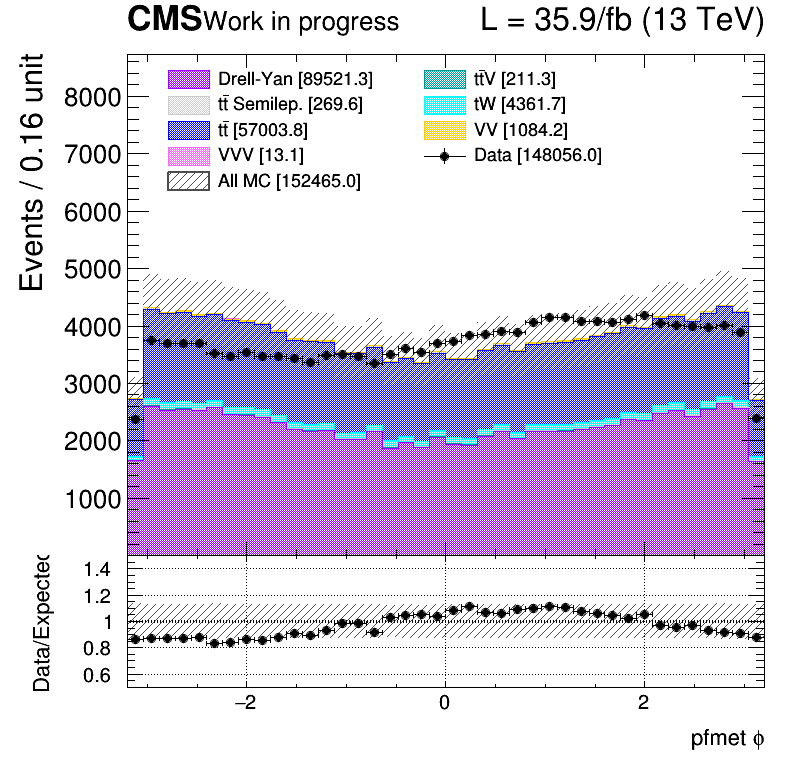 CMS Work in progress L = 35.9/fb (13 TeV)
Events / 0.16 unit
Drell-Yan [89521.3] tt̄V [211.3]
tt̄ Semilep. [269.6] tW [4361.7]
tt̄ [57003.8] VV [1084.2]
VVV [13.1] Data [148056.0]
All MC [152465.0]
8000
7000
6000
5000
4000
3000
2000
1000
Data/Expected
1.4
1.2
1
0.8
0.6
−2 0 2
pfmet ϕ